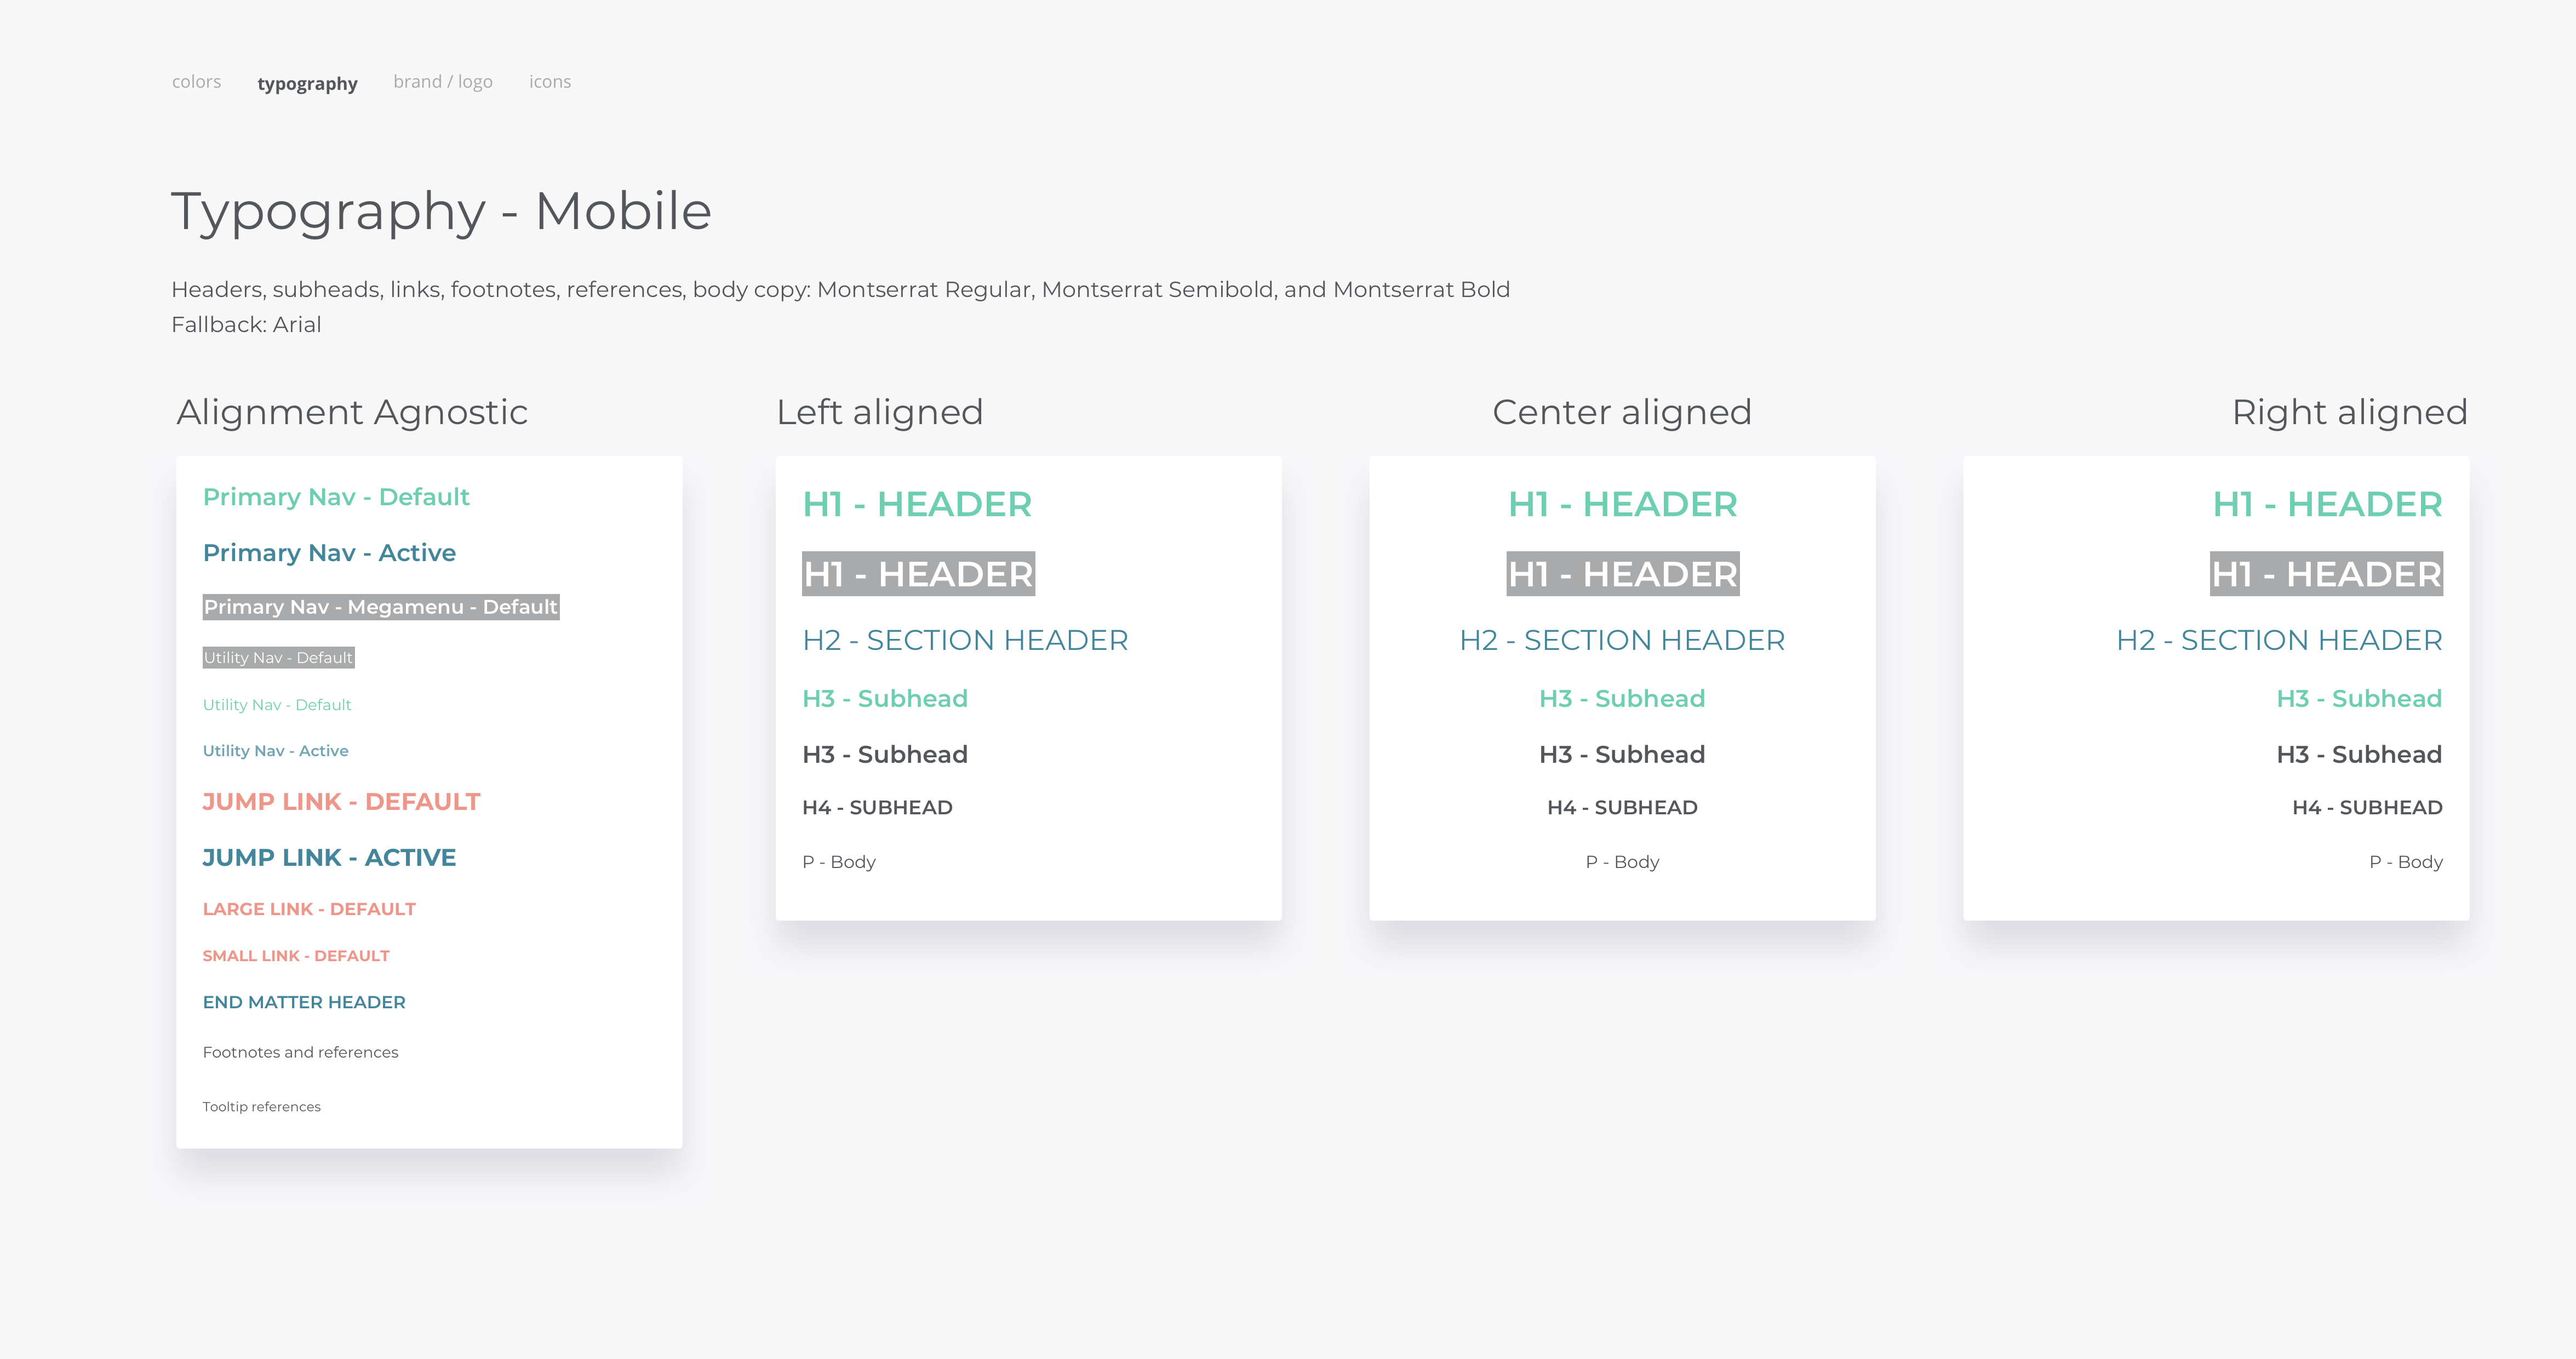 colors typography brand / logo icons
Typography - Mobile
Headers, subheads, links, footnotes, references, body copy: Montserrat Regular, Montserrat Semibold, and Montserrat Bold
Fallback: Arial
Alignment Agnostic
Primary Nav - Default
Primary Nav - Active
Primary Nav - Megamenu - Default
Utility Nav - Default
Utility Nav - Default
Utility Nav - Active
JUMP LINK - DEFAULT
JUMP LINK - ACTIVE
LARGE LINK - DEFAULT
SMALL LINK - DEFAULT
END MATTER HEADER
Footnotes and references
Tooltip references
Left aligned
H1 - HEADER
H1 - HEADER
H2 - SECTION HEADER
H3 - Subhead
H3 - Subhead
H4 - SUBHEAD
P - Body
Center aligned
H1 - HEADER
H1 - HEADER
H2 - SECTION HEADER
H3 - Subhead
H3 - Subhead
H4 - SUBHEAD
P - Body
Right aligned
H1 - HEADER
H1 - HEADER
H2 - SECTION HEADER
H3 - Subhead
H3 - Subhead
H4 - SUBHEAD
P - Body